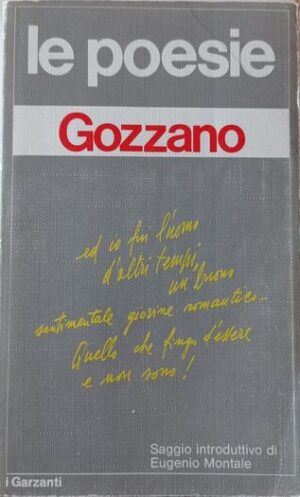 le poesie
Gozzano
ed io fui l'uomo
d'altri tempi,
un buono
sentimentale giovine romantico...
Quello che fingo d'essere
e non sono!
Saggio introduttivo di
Eugenio Montale
i Garzanti